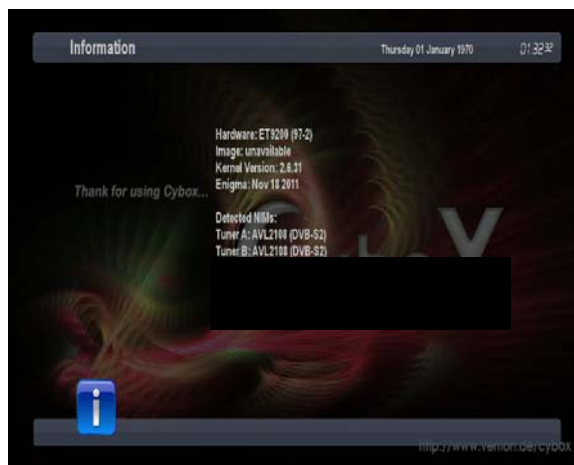 Information
Thursday 01 January 1970
01:32 32
Thank for using Cybox...
Hardware: ET9200 (97-2)
Image: unavailable
Kernel Version: 2.6.31
Enigma: Nov 18 2011
Detected NIMs:
Tuner A: AVL2108 (DVB-S2)
Tuner B: AVL2108 (DVB-S2)
http://www.venton.de/cybox